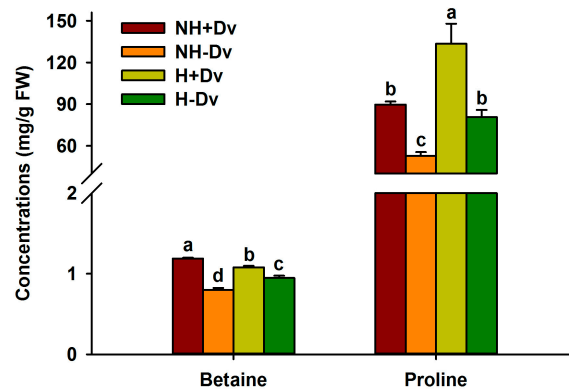 Concentrations (mg/g FW)
150
120
90
60
2
1
0
NH+Dv
NH-Dv
H+Dv
H-Dv
a
d
b
c
b
c
a
b
Betaine
Proline